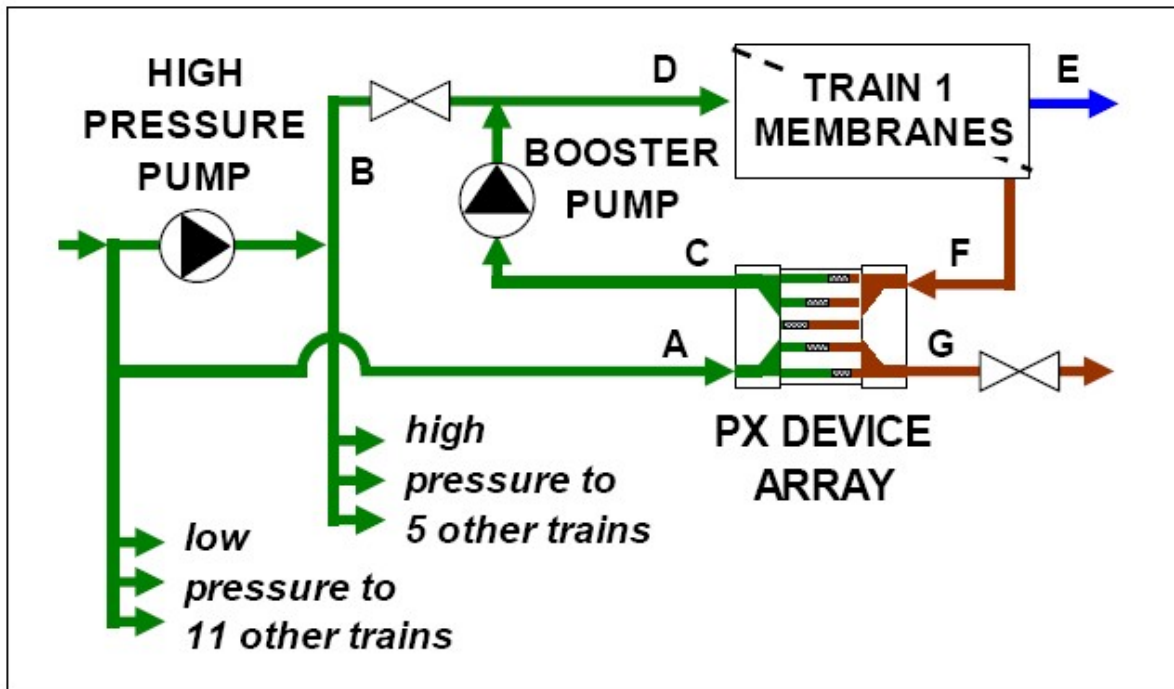 HIGH
PRESSURE
PUMP
B
D
TRAIN 1
MEMBRANES
E
BOOSTER
PUMP
C
F
A
G
PX DEVICE
ARRAY
high
pressure to
5 other trains
low
pressure to
11 other trains